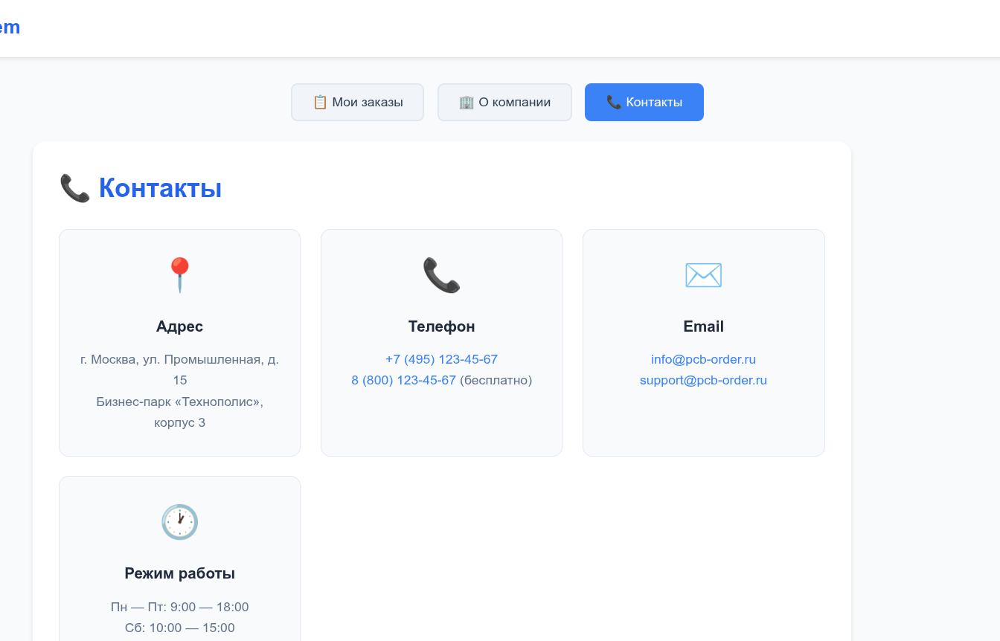 em
Мои заказы
О компании
Контакты
Контакты
Адрес
г. Москва, ул. Промышленная, д.
15
Бизнес-парк «Технополис»,
корпус 3
Телефон
+7 (495) 123-45-67
8 (800) 123-45-67 (бесплатно)
Email
info@pcb-order.ru
support@pcb-order.ru
Режим работы
Пн — Пт: 9:00 — 18:00
Сб: 10:00 — 15:00